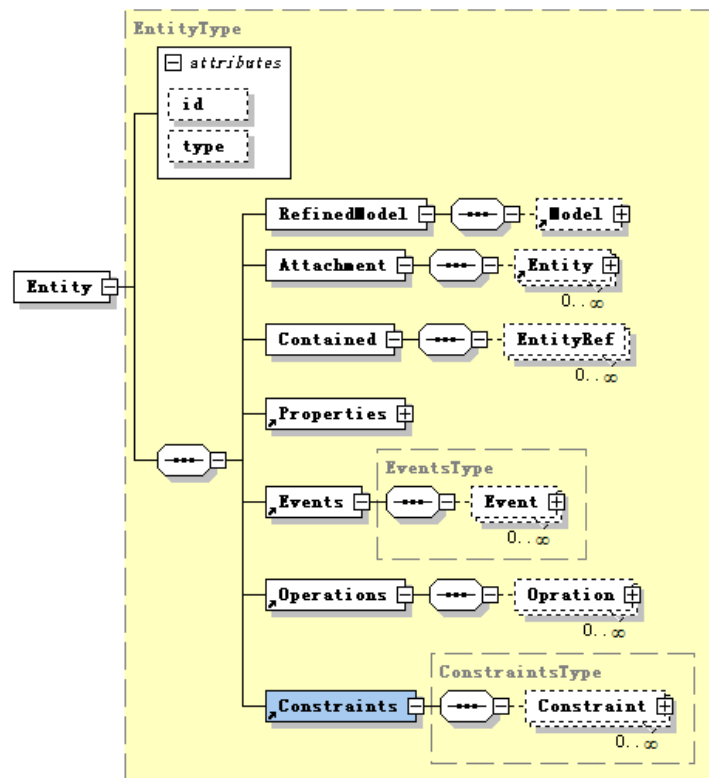 EntityType
attributes
id
type
RefinedModel
Model
Attachment
Entity
0..∞
Entity
Contained
EntityRef
0..∞
Properties
EventsType
Events
Event
0..∞
Operations
Opration
0..∞
ConstraintsType
Constraints
Constraint
0..∞